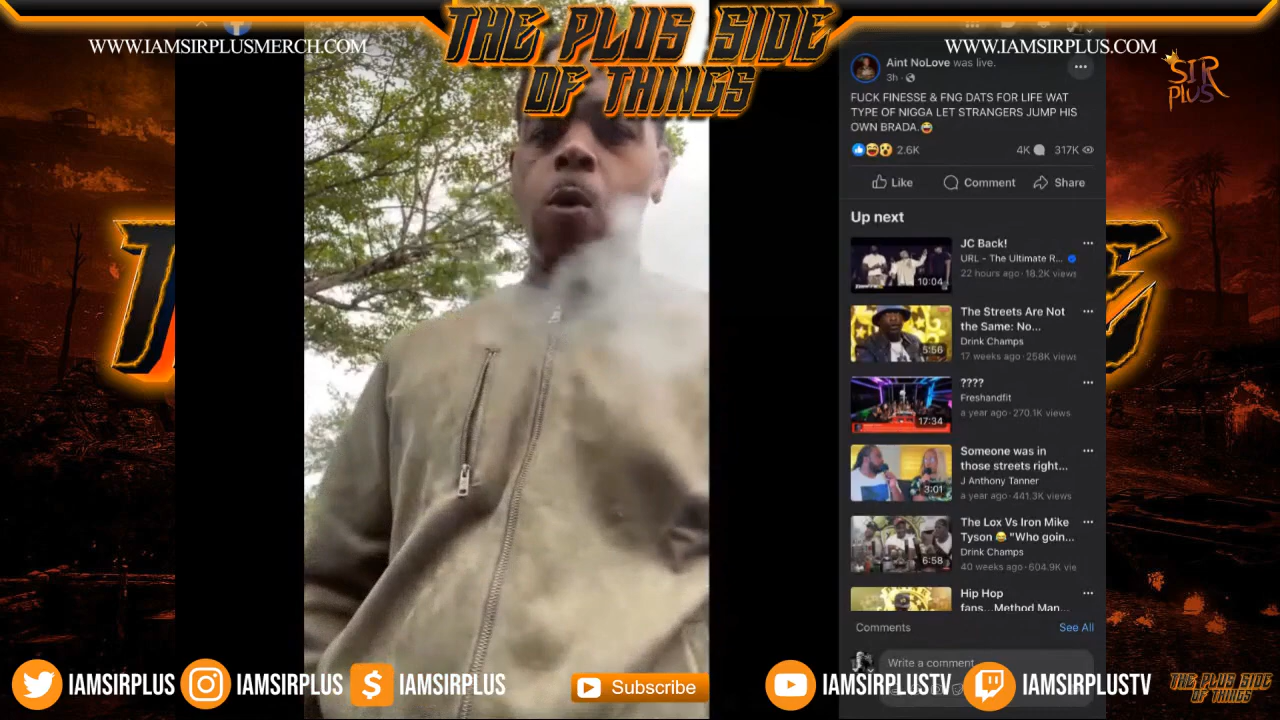 WWW.IAMSIRPLUSMERCH.COM
THE PLUS SIDE
OF THINGS
WWW.IAMSIRPLUS.COM
SIR
PLUS
Aint NoLove was live.
3h
FUCK FINESSE & FNG DATS FOR LIFE WAT
TYPE OF NIGGA LET STRANGERS JUMP HIS
OWN BRADA.😂
2.6K
4K
317K
Like
Comment
Share
Up next
JC Back!
URL - The Ultimate R...
22 hours ago · 18.2K views
10:04
The Streets Are Not
the Same: No...
Drink Champs
17 weeks ago · 258K views
5:56
????
Freshandfit
a year ago · 270.1K views
17:34
Someone was in
those streets right...
J Anthony Tanner
a year ago · 441.3K views
3:01
The Lox Vs Iron Mike
Tyson 😂 "Who goin...
Drink Champs
40 weeks ago · 604.9K vie
6:58
Hip Hop
fans...Method Man...
Comments
See All
Write a comment
IAMSIRPLUS
IAMSIRPLUS
$
IAMSIRPLUS
Subscribe
IAMSIRPLUSTV
IAMSIRPLUSTV
THE PLUS SIDE
OF THINGS